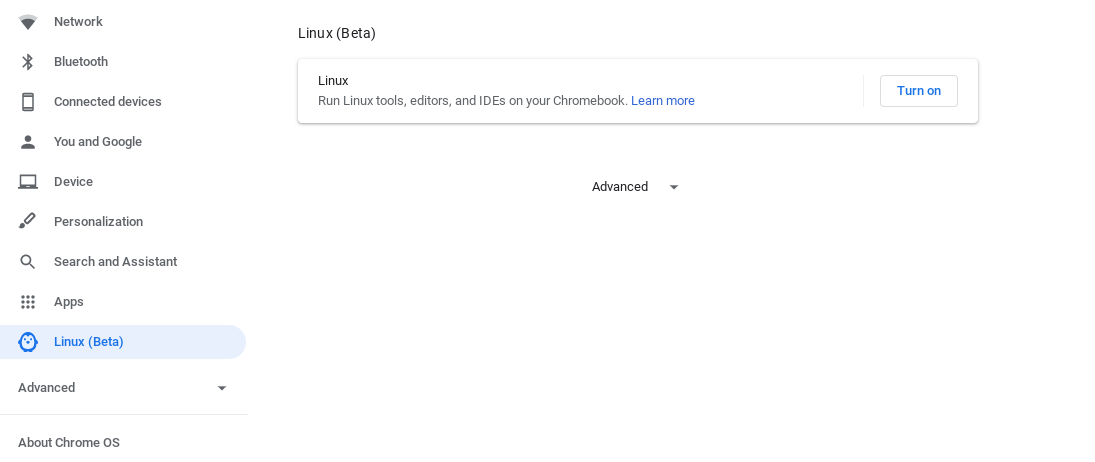 Network
Bluetooth
Connected devices
You and Google
Device
Personalization
Search and Assistant
Apps
Linux (Beta)
Advanced
About Chrome OS
Linux (Beta)
Linux
Run Linux tools, editors, and IDEs on your Chromebook. Learn more
Turn on
Advanced